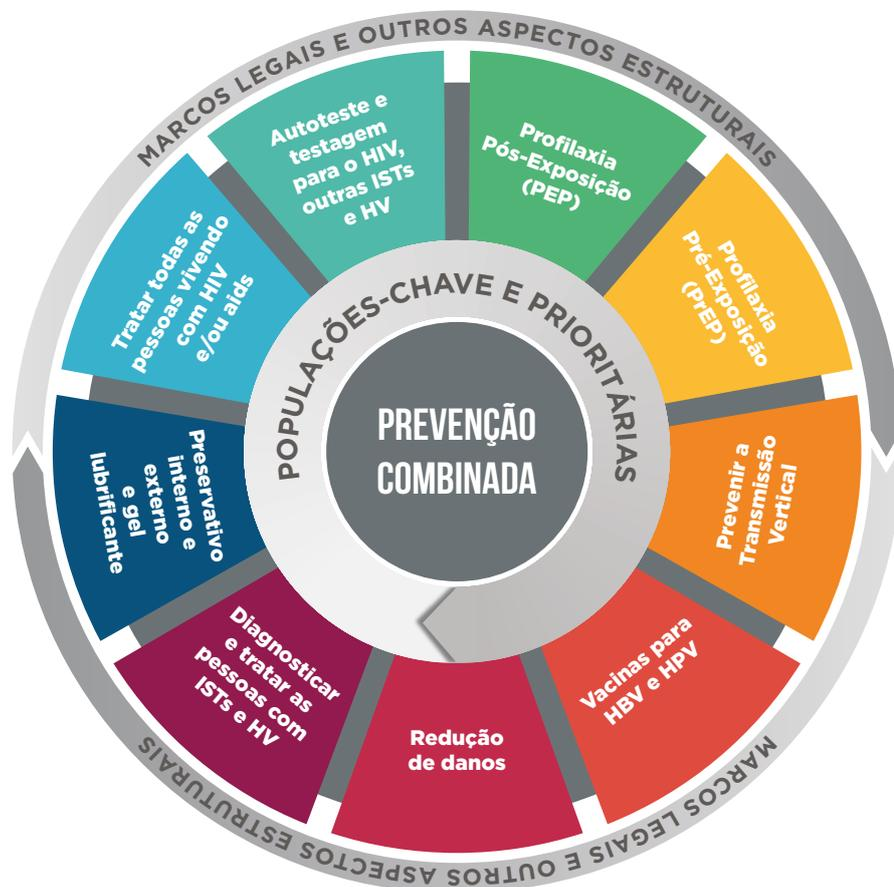 MARCOS LEGAIS E OUTROS ASPECTOS ESTRUTURAIS
Autoteste e
testagem
para o HIV,
outras ISTs
e HV
Profilaxia
Pós-Exposição
(PEP)
Profilaxia
Pré-Exposição
(PrEP)
Prevenir a
Transmissão
Vertical
Vacinas para
HBV e HPV
Redução
de danos
Diagnosticar
e tratar as
pessoas com
ISTs e HV
Preservativo
interno e
externo
e gel
lubrificante
Tratar todas as
pessoas vivendo
com HIV
e/ou aids
POPULAÇÕES-CHAVE E PRIORITÁRIAS
PREVENÇÃO
COMBINADA
MARCOS LEGAIS E OUTROS ASPECTOS ESTRUTURAIS